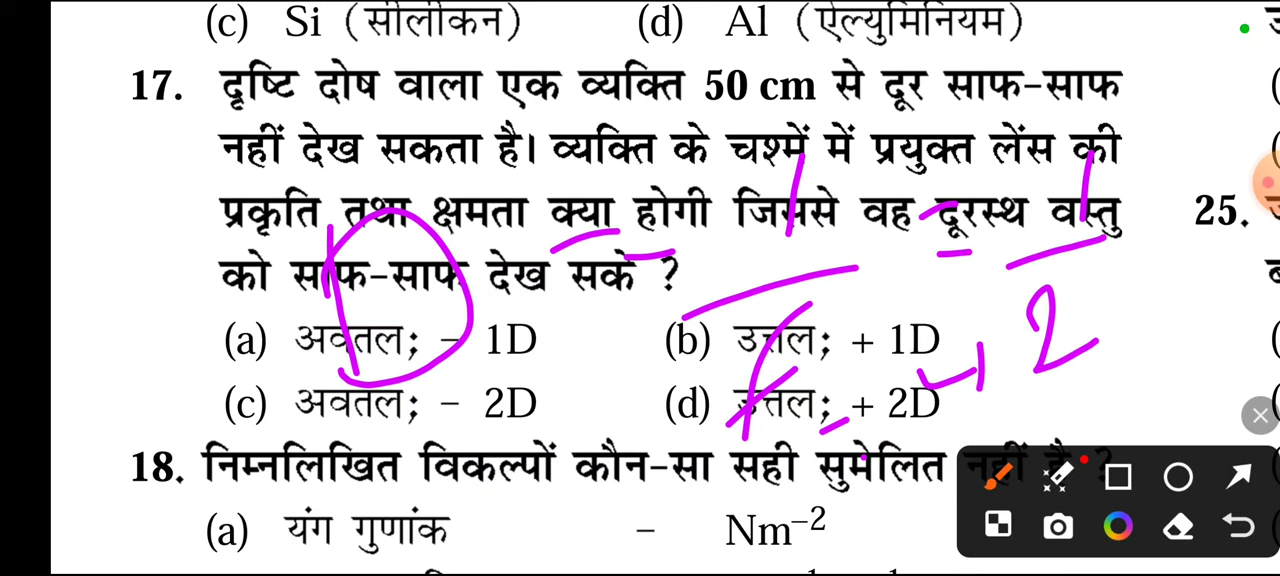 (c) Si (सीलीकन) (d) Al (ऐल्युमिनियम)
17. दृष्टि दोष वाला एक व्यक्ति 50 cm से दूर साफ-साफ
नहीं देख सकता है। व्यक्ति के चश्में में प्रयुक्त लेंस की
प्रकृति तथा क्षमता क्या होगी जिससे वह दूरस्थ वस्तु
को साफ-साफ देख सके ?
(a) अवतल; – 1D (b) उत्तल; + 1D
(c) अवतल; – 2D (d) उत्तल; + 2D
2
25.
18. निम्नलिखित विकल्पों कौन-सा सही सुमेलित नहीं है ?
(a) यंग गुणांक – Nm⁻²